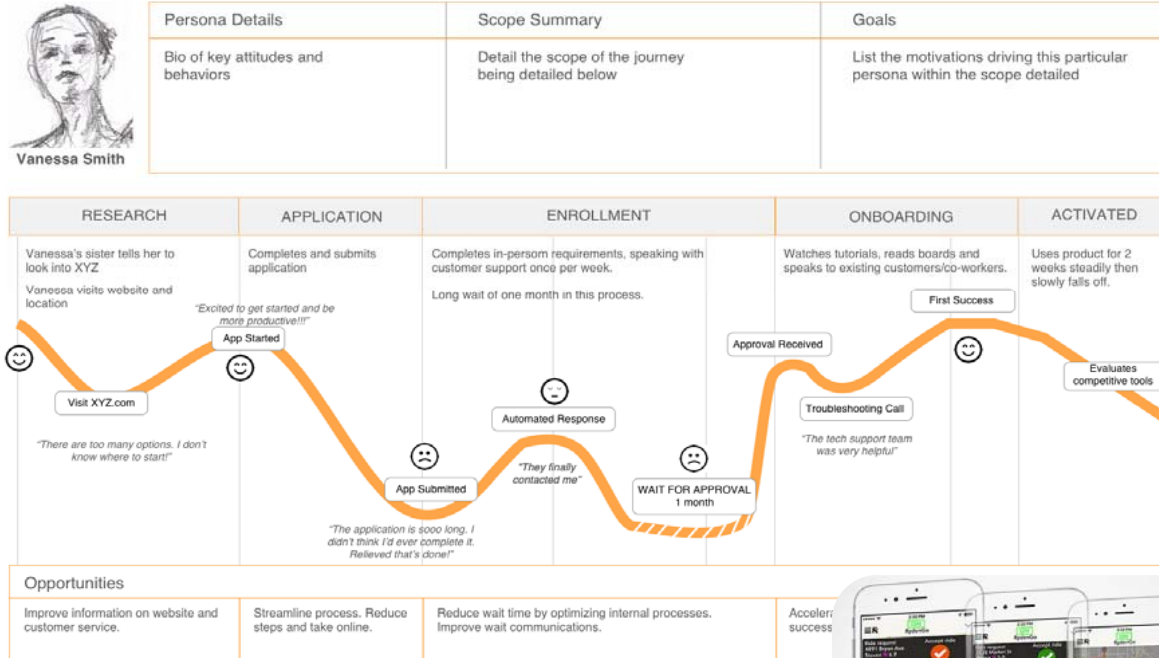 Persona Details
Scope Summary
Goals
Bio of key attitudes and
behaviors
Detail the scope of the journey
being detailed below
List the motivations driving this particular
persona within the scope detailed
Vanessa Smith
RESEARCH
APPLICATION
ENROLLMENT
ONBOARDING
ACTIVATED
Vanessa's sister tells her to
look into XYZ
Vanessa visits website and
location
Completes and submits
application
Completes in-persom requirements, speaking with
customer support once per week.
Long wait of one month in this process.
Watches tutorials, reads boards and
speaks to existing customers/co-workers.
Uses product for 2
weeks steadily then
slowly falls off.
"Excited to get started and be
more productive!!!"
App Started
First Success
Approval Received
Visit XYZ.com
Evaluates
competitive tools
Troubleshooting Call
Automated Response
"There are too many options. I don't
know where to start!"
"The tech support team
was very helpful"
"They finally
contacted me"
App Submitted
WAIT FOR APPROVAL
1 month
"The application is sooo long. I
didn't think I'd ever complete it.
Relieved that's done!"
Opportunities
Improve information on website and
customer service.
Streamline process. Reduce
steps and take online.
Reduce wait time by optimizing internal processes.
Improve wait communications.
success
Ride request
Accept ride